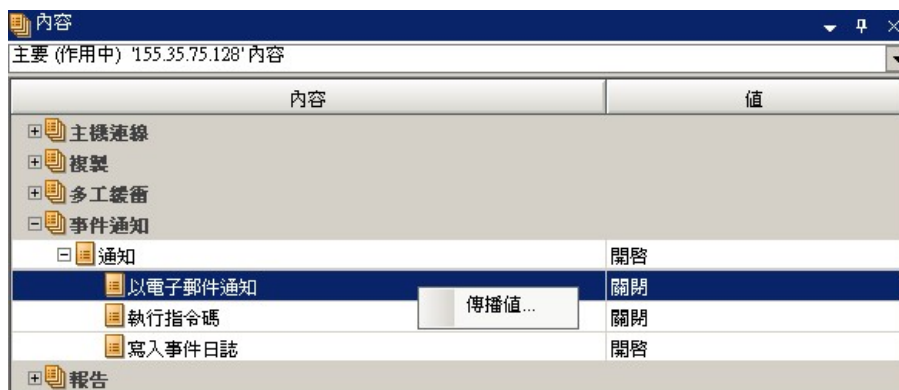 內容
主要 (作用中) '155.35.75.128' 內容
內容 值
主機連線
複製
多工緩衝
事件通知
通知 開啓
以電子郵件通知 關閉
傳播值...
執行指令碼 關閉
寫入事件日誌 開啓
報告